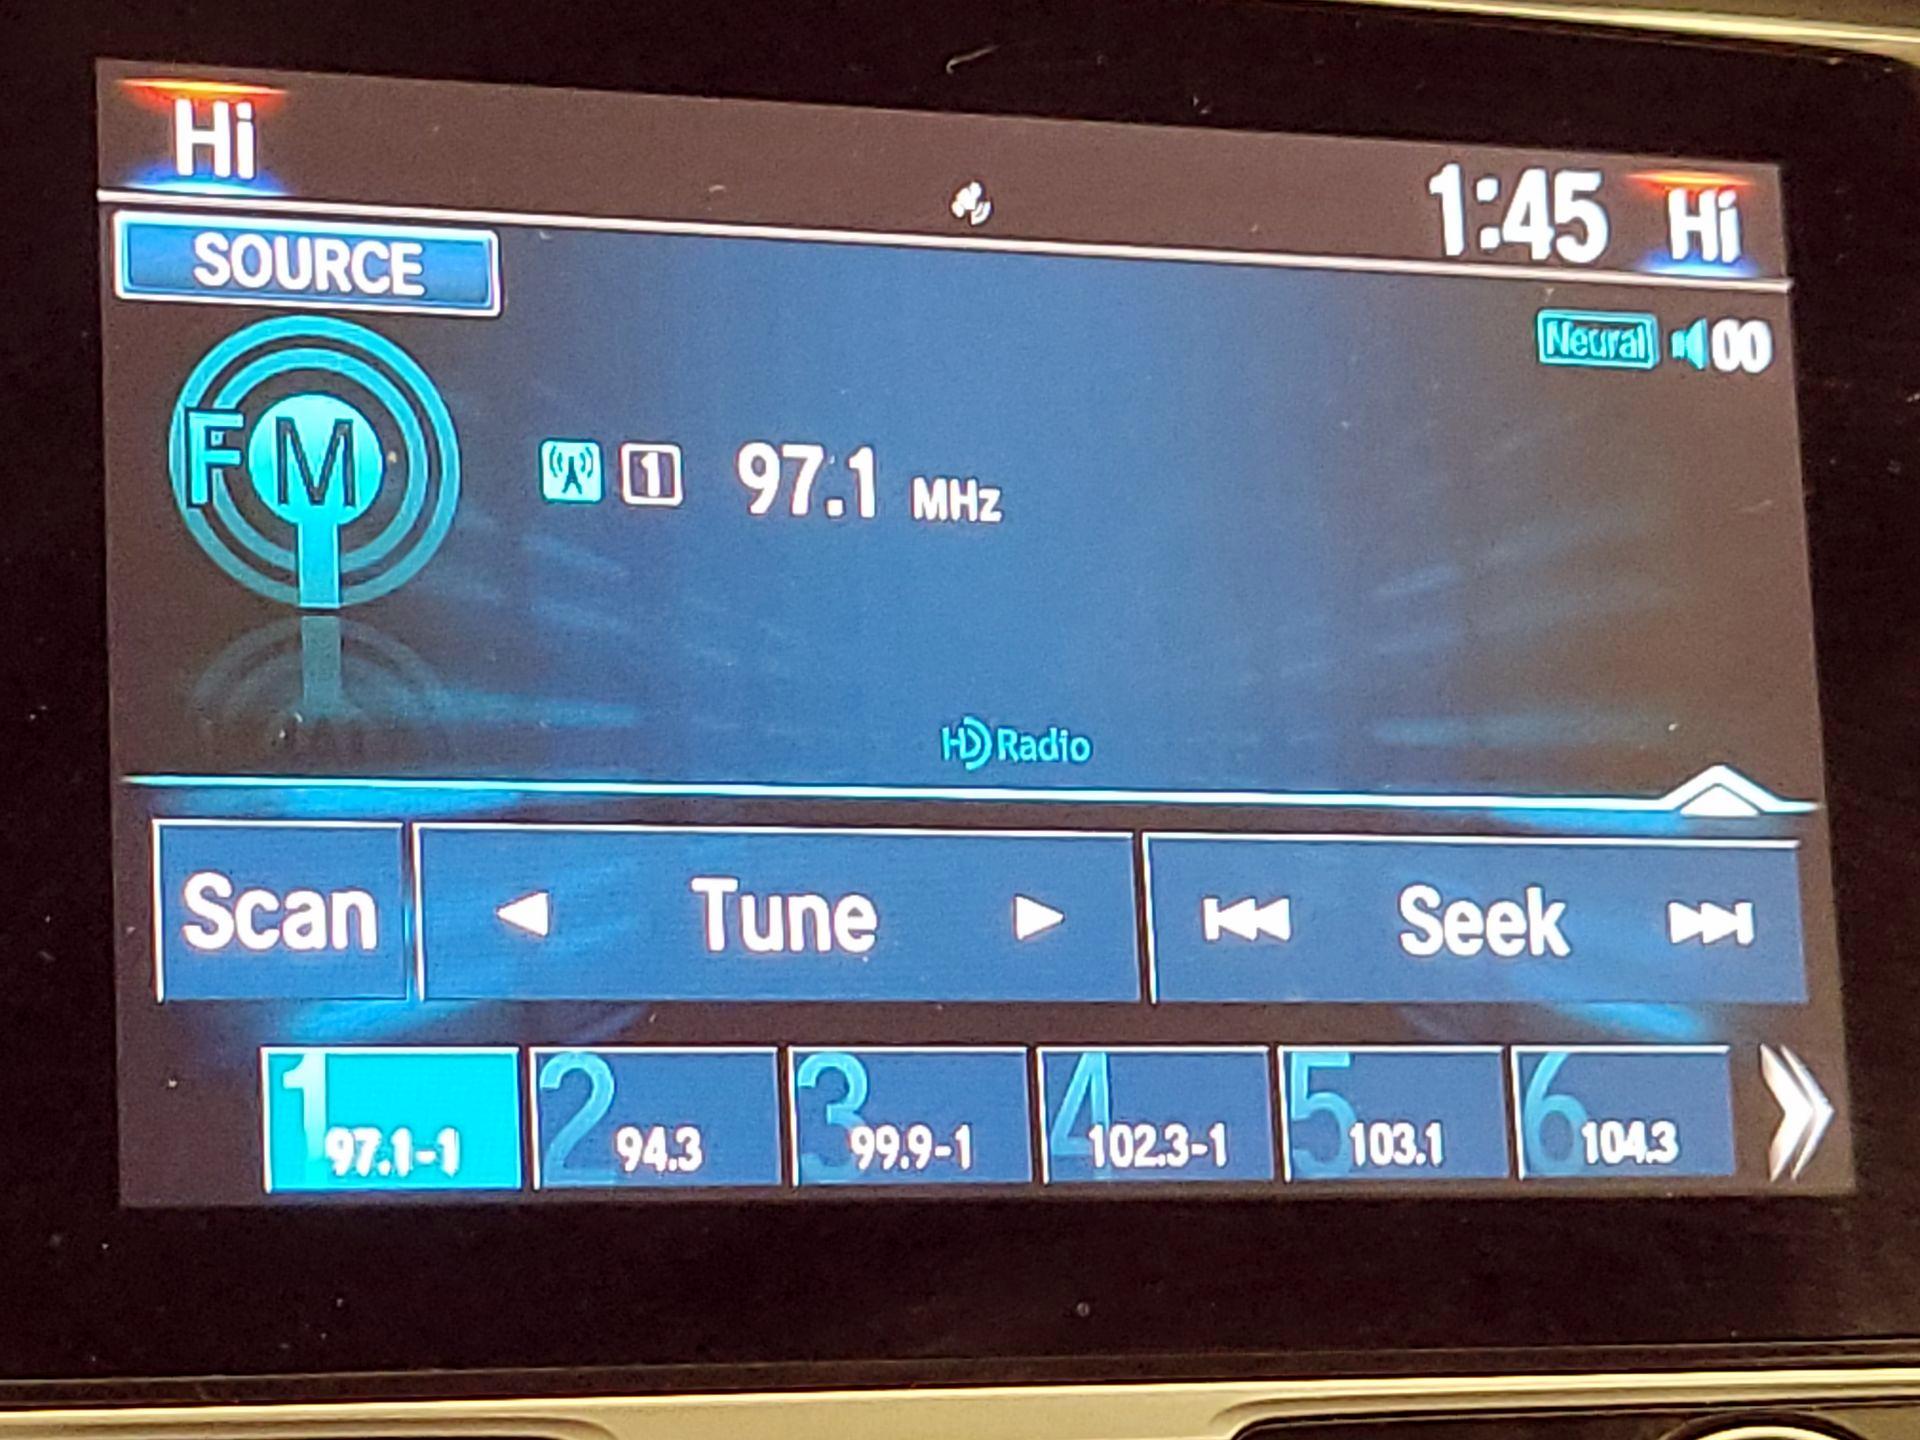 Hi
1:45 Hi
SOURCE
Neural 00
FM
1 97.1 MHz
HD Radio
Scan Tune Seek
1 97.1-1
2 94.3
3 99.9-1
4 102.3-1
5 103.1
6 104.3